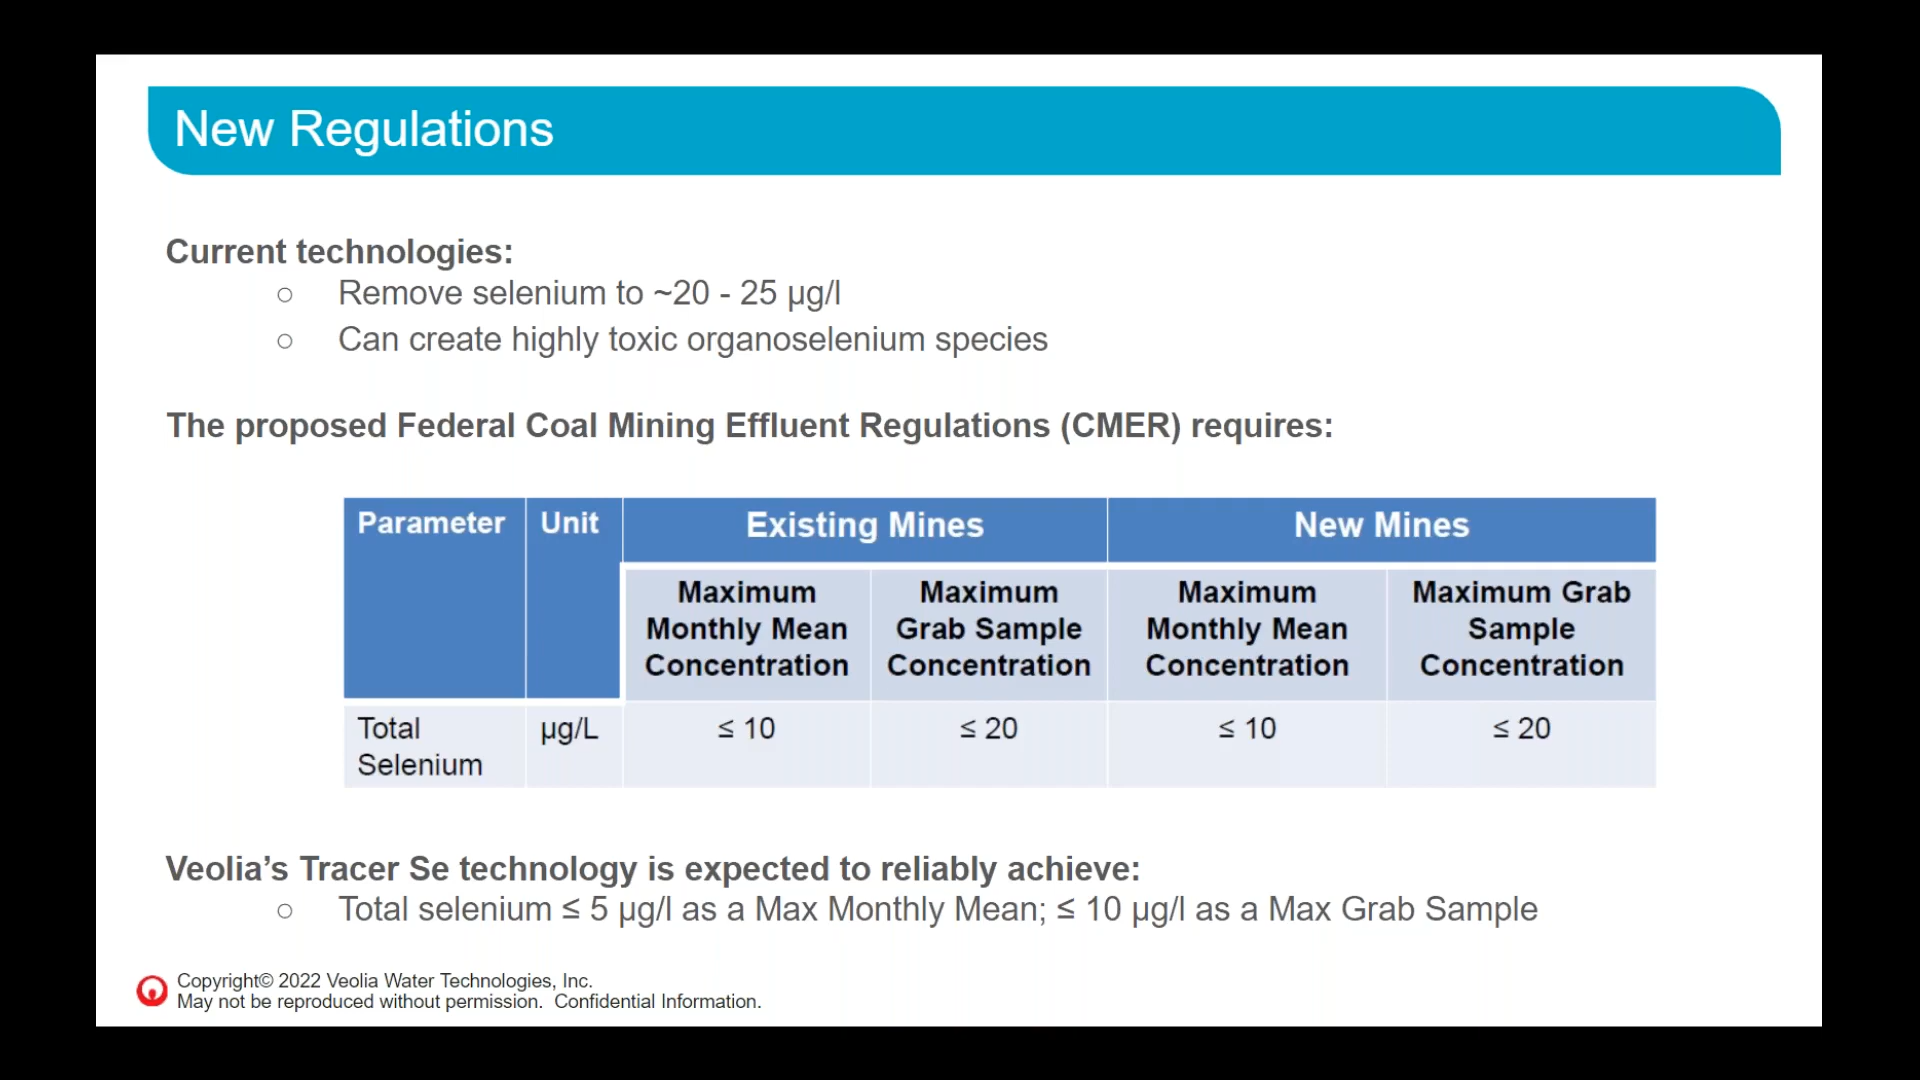 New Regulations
Current technologies:
○ Remove selenium to ~20 - 25 µg/l
○ Can create highly toxic organoselenium species
The proposed Federal Coal Mining Effluent Regulations (CMER) requires:
Parameter Unit Existing Mines New Mines
Maximum Maximum Maximum Maximum Grab
Monthly Mean Grab Sample Monthly Mean Sample
Concentration Concentration Concentration Concentration
Total µg/L ≤ 10 ≤ 20 ≤ 10 ≤ 20
Selenium
Veolia’s Tracer Se technology is expected to reliably achieve:
○ Total selenium ≤ 5 µg/l as a Max Monthly Mean; ≤ 10 µg/l as a Max Grab Sample
Copyright© 2022 Veolia Water Technologies, Inc.
May not be reproduced without permission. Confidential Information.